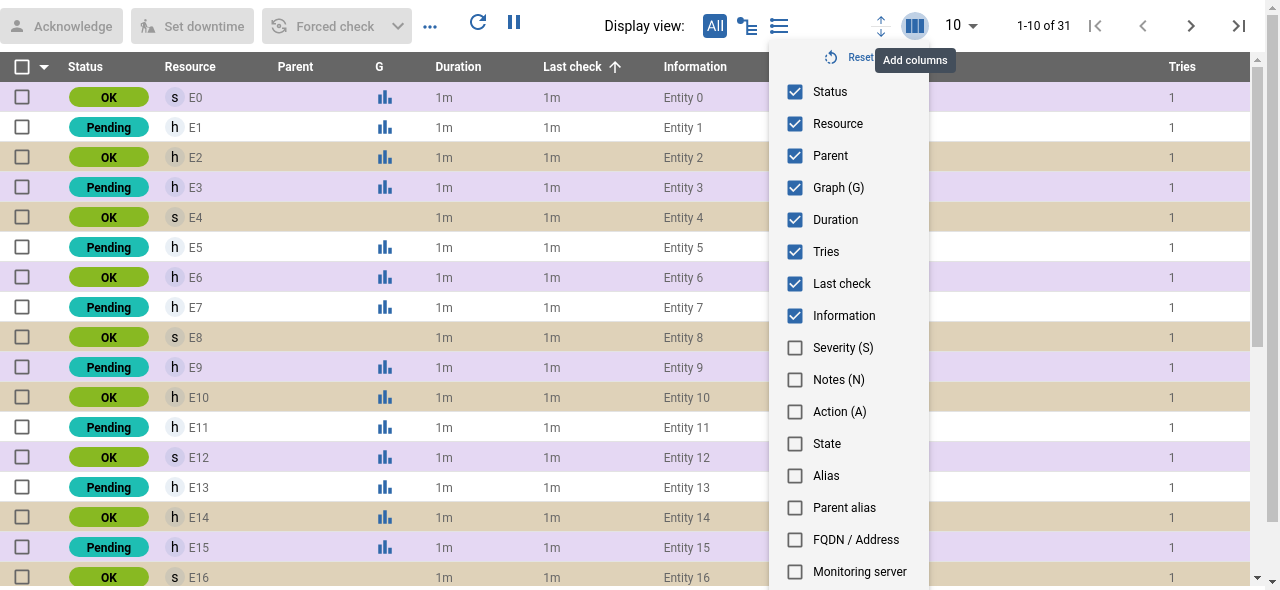 Acknowledge Set downtime Forced check Display view: All 10 1-10 of 31
Reset
Add columns
Status Resource Parent G Duration Last check Information Tries
OK s E0 1m 1m Entity 0 1
Pending h E1 1m 1m Entity 1 1
OK h E2 1m 1m Entity 2 1
Pending h E3 1m 1m Entity 3 1
OK s E4 1m 1m Entity 4 1
Pending h E5 1m 1m Entity 5 1
OK h E6 1m 1m Entity 6 1
Pending h E7 1m 1m Entity 7 1
OK s E8 1m 1m Entity 8 1
Pending h E9 1m 1m Entity 9 1
OK h E10 1m 1m Entity 10 1
Pending h E11 1m 1m Entity 11 1
OK s E12 1m 1m Entity 12 1
Pending h E13 1m 1m Entity 13 1
OK h E14 1m 1m Entity 14 1
Pending h E15 1m 1m Entity 15 1
OK s E16 1m 1m Entity 16 1
Status
Resource
Parent
Graph (G)
Duration
Tries
Last check
Information
Severity (S)
Notes (N)
Action (A)
State
Alias
Parent alias
FQDN / Address
Monitoring server